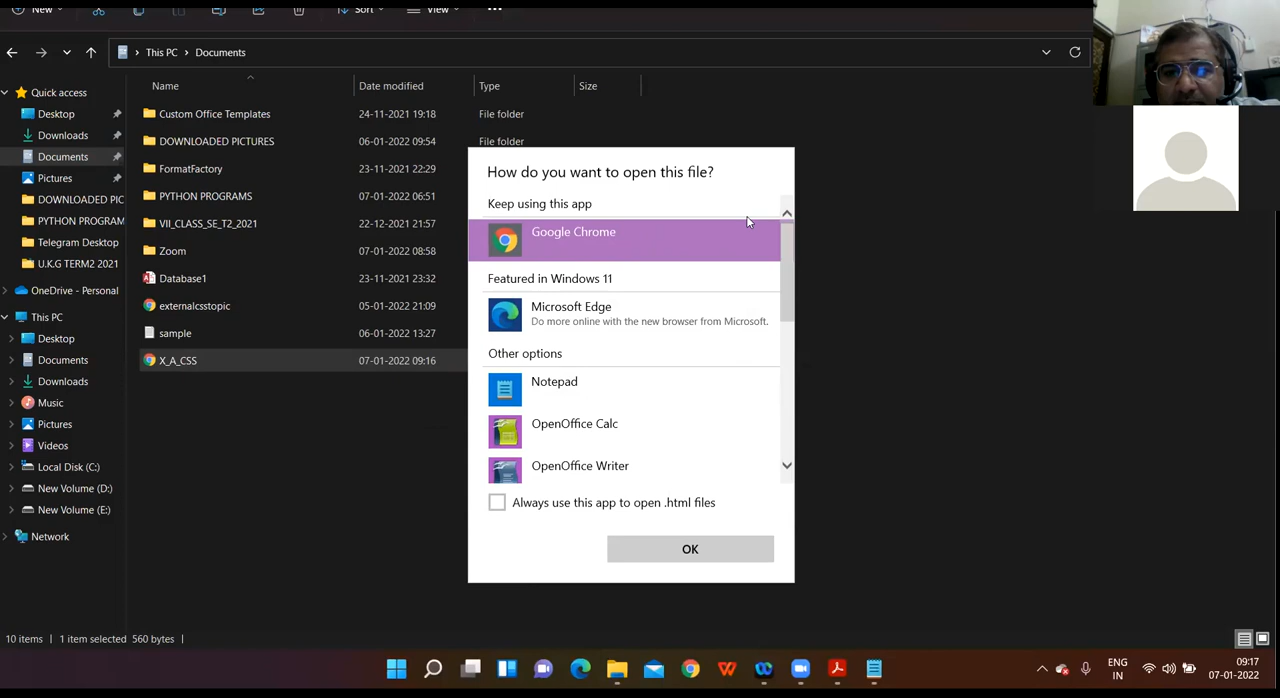 New
Sort
View
This PC
Documents
Name
Date modified
Type
Size
Quick access
Desktop
Downloads
Documents
Pictures
DOWNLOADED PIC
PYTHON PROGRAM
Telegram Desktop
U.K.G TERM2 2021
OneDrive - Personal
This PC
Desktop
Documents
Downloads
Music
Pictures
Videos
Local Disk (C:)
New Volume (D:)
New Volume (E:)
Network
Custom Office Templates 24-11-2021 19:18 File folder
DOWNLOADED PICTURES 06-01-2022 09:54 File folder
FormatFactory 23-11-2021 22:29
PYTHON PROGRAMS 07-01-2022 06:51
VII_CLASS_SE_T2_2021 22-12-2021 21:57
Zoom 07-01-2022 08:58
Database1 23-11-2021 23:32
externalcsstopic 05-01-2022 21:09
sample 06-01-2022 13:27
X_A_CSS 07-01-2022 09:16
How do you want to open this file?
Keep using this app
Google Chrome
Featured in Windows 11
Microsoft Edge
Do more online with the new browser from Microsoft.
Other options
Notepad
OpenOffice Calc
OpenOffice Writer
Always use this app to open .html files
OK
10 items
1 item selected 560 bytes
ENG
IN
09:17
07-01-2022